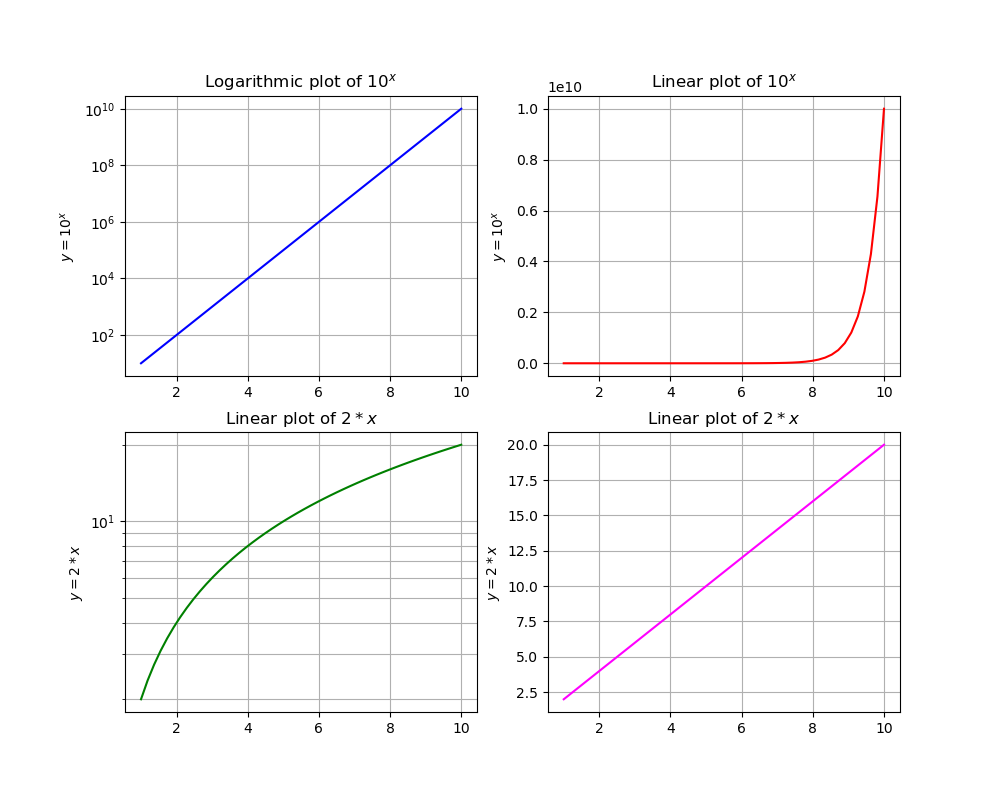 Logarithmic plot of 10^x
10^10
10^8
10^6
10^4
10^2
y = 10^x
2 4 6 8 10
Linear plot of 10^x
1e10
1.0
0.8
0.6
0.4
0.2
0.0
y = 10^x
2 4 6 8 10
Linear plot of 2 * x
10^1
y = 2 * x
2 4 6 8 10
Linear plot of 2 * x
20.0
17.5
15.0
12.5
10.0
7.5
5.0
2.5
y = 2 * x
2 4 6 8 10